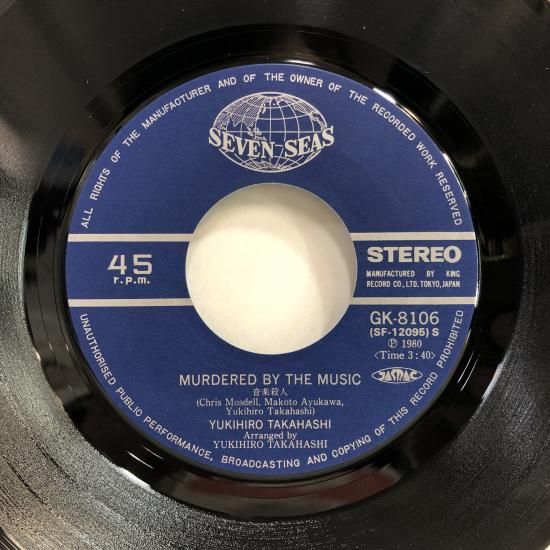 ALL RIGHTS OF THE MANUFACTURER AND OF THE OWNER OF THE RECORDED WORK RESERVED
SEVEN SEAS
45
r.p.m.
STEREO
MANUFACTURED BY KING
RECORD CO., LTD. TOKYO, JAPAN
GK-8106
(SF-12095) S
Ⓟ 1980
〈Time 3:40〉
JASRAC
MURDERED BY THE MUSIC
音楽殺人
(Chris Mosdell, Makoto Ayukawa,
Yukihiro Takahashi)
YUKIHIRO TAKAHASHI
Arranged by
YUKIHIRO TAKAHASHI
UNAUTHORISED PUBLIC PERFORMANCE, BROADCASTING AND COPYING OF THIS RECORD PROHIBITED